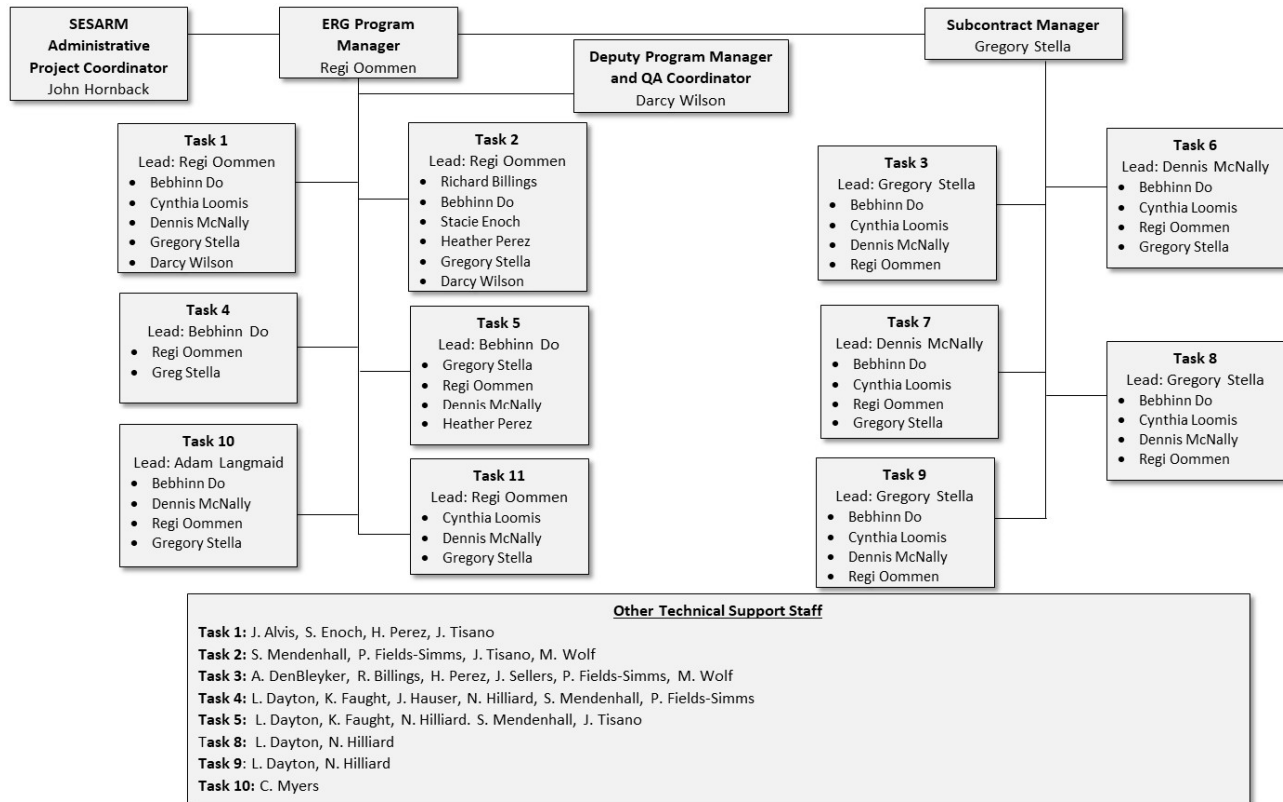 SESARM
Administrative
Project Coordinator
John Hornback
ERG Program
Manager
Regi Oommen
Deputy Program Manager
and QA Coordinator
Darcy Wilson
Subcontract Manager
Gregory Stella
Task 1
Lead: Regi Oommen
• Bebhinn Do
• Cynthia Loomis
• Dennis McNally
• Gregory Stella
• Darcy Wilson
Task 2
Lead: Regi Oommen
• Richard Billings
• Bebhinn Do
• Stacie Enoch
• Heather Perez
• Gregory Stella
• Darcy Wilson
Task 3
Lead: Gregory Stella
• Bebhinn Do
• Cynthia Loomis
• Dennis McNally
• Regi Oommen
Task 6
Lead: Dennis McNally
• Bebhinn Do
• Cynthia Loomis
• Regi Oommen
• Gregory Stella
Task 4
Lead: Bebhinn Do
• Regi Oommen
• Greg Stella
Task 5
Lead: Bebhinn Do
• Gregory Stella
• Regi Oommen
• Dennis McNally
• Heather Perez
Task 7
Lead: Dennis McNally
• Bebhinn Do
• Cynthia Loomis
• Regi Oommen
• Gregory Stella
Task 8
Lead: Gregory Stella
• Bebhinn Do
• Cynthia Loomis
• Dennis McNally
• Regi Oommen
Task 10
Lead: Adam Langmaid
• Bebhinn Do
• Dennis McNally
• Regi Oommen
• Gregory Stella
Task 11
Lead: Regi Oommen
• Cynthia Loomis
• Dennis McNally
• Gregory Stella
Task 9
Lead: Gregory Stella
• Bebhinn Do
• Cynthia Loomis
• Dennis McNally
• Regi Oommen
Other Technical Support Staff
Task 1: J. Alvis, S. Enoch, H. Perez, J. Tisano
Task 2: S. Mendenhall, P. Fields-Simms, J. Tisano, M. Wolf
Task 3: A. DenBleyker, R. Billings, H. Perez, J. Sellers, P. Fields-Simms, M. Wolf
Task 4: L. Dayton, K. Faught, J. Hauser, N. Hilliard, S. Mendenhall, P. Fields-Simms
Task 5: L. Dayton, K. Faught, N. Hilliard. S. Mendenhall, J. Tisano
Task 8: L. Dayton, N. Hilliard
Task 9: L. Dayton, N. Hilliard
Task 10: C. Myers